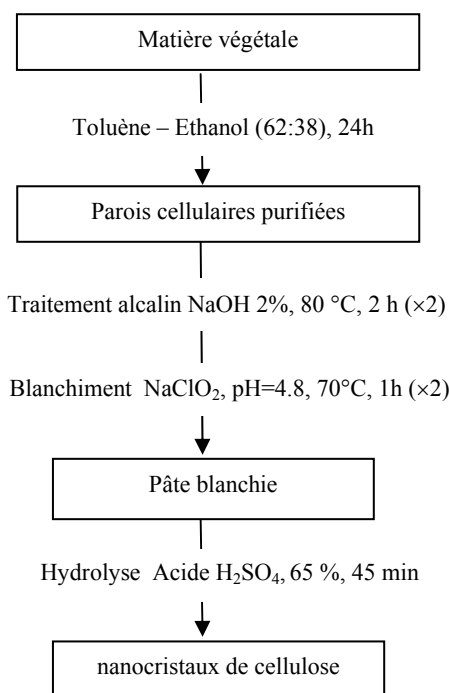 Matière végétale
Toluène – Ethanol (62:38), 24h
Parois cellulaires purifiées
Traitement alcalin NaOH 2%, 80 °C, 2 h (×2)
Blanchiment NaClO₂, pH=4.8, 70°C, 1h (×2)
Pâte blanchie
Hydrolyse Acide H₂SO₄, 65 %, 45 min
nanocristaux de cellulose